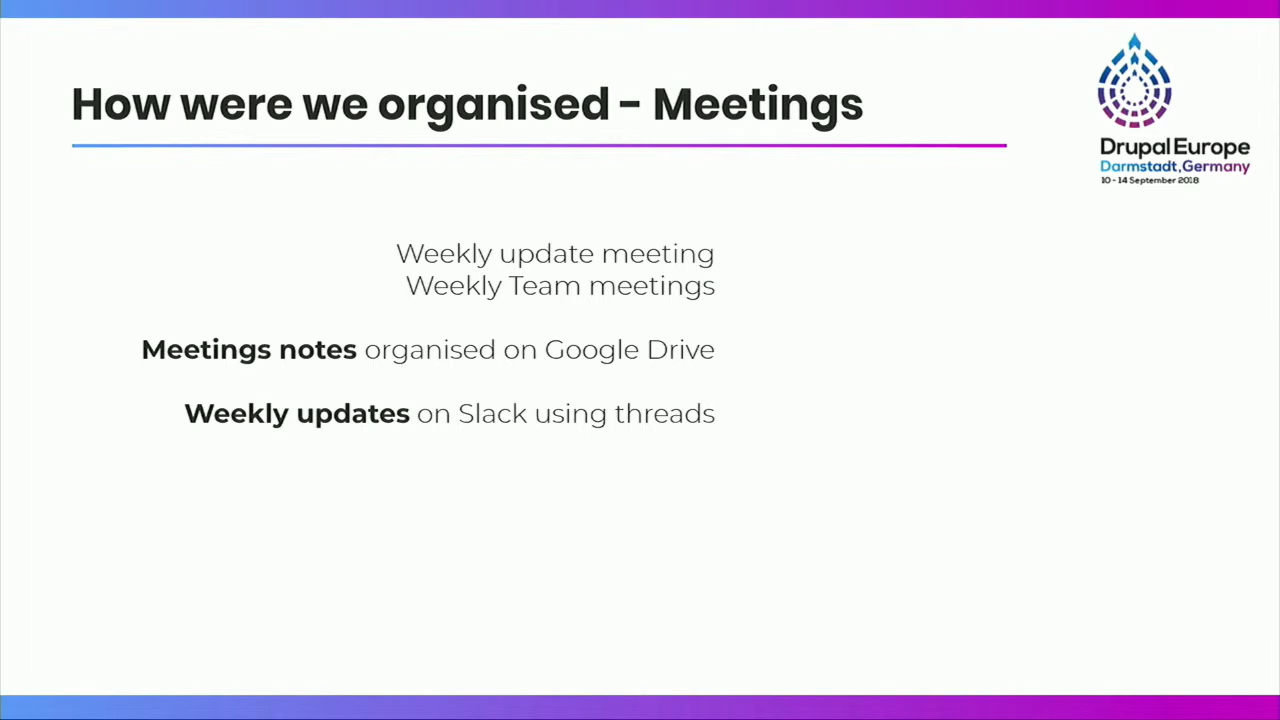 How were we organised - Meetings
Drupal Europe
Darmstadt, Germany
10 - 14 September 2018
Weekly update meeting
Weekly Team meetings
Meetings notes organised on Google Drive
Weekly updates on Slack using threads